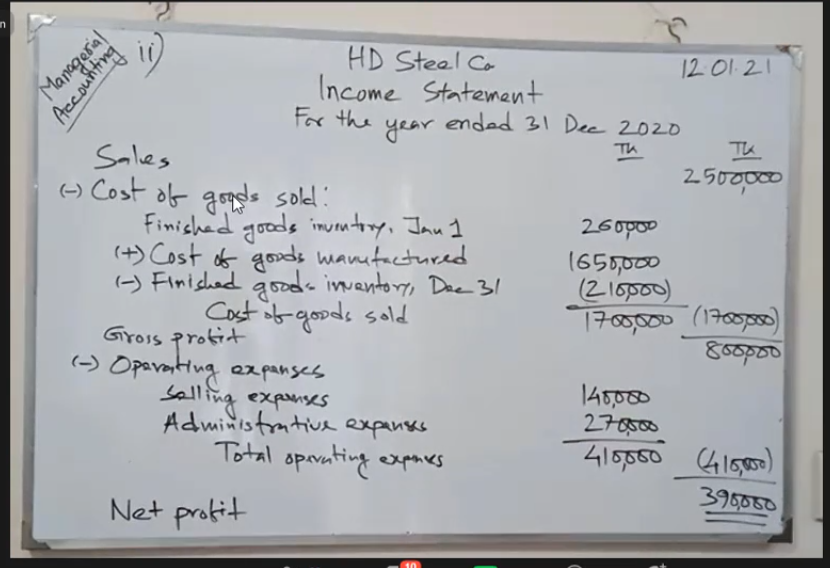 Managerial Accounting
ii)
HD Steel Co
12.01.21
Income Statement
For the year ended 31 Dec 2020
Tk Tk
Sales 2500,000
(-) Cost of goods sold:
Finished goods inventory, Jan 1 260,000
(+) Cost of goods manufactured 1650,000
(-) Finished goods inventory, Dec 31 (210,000)
Cost of goods sold 1700,000 (1700,000)
Gross profit 800,000
(-) Operating expenses
Selling expenses 140,000
Administrative expenses 270,000
Total operating expenses 410,000 (410,000)
Net profit 390,000
10